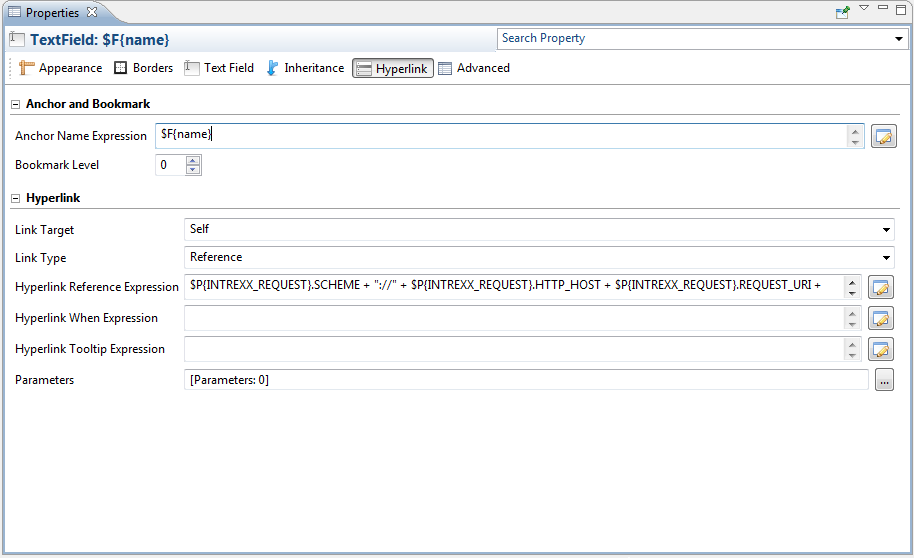 Properties
TextField: $F{name}
Search Property
Appearance Borders Text Field Inheritance Hyperlink Advanced
Anchor and Bookmark
Anchor Name Expression $F{name}
Bookmark Level 0
Hyperlink
Link Target Self
Link Type Reference
Hyperlink Reference Expression $P{INTREXX_REQUEST}.SCHEME + "://" + $P{INTREXX_REQUEST}.HTTP_HOST + $P{INTREXX_REQUEST}.REQUEST_URI +
Hyperlink When Expression
Hyperlink Tooltip Expression
Parameters [Parameters: 0] ...